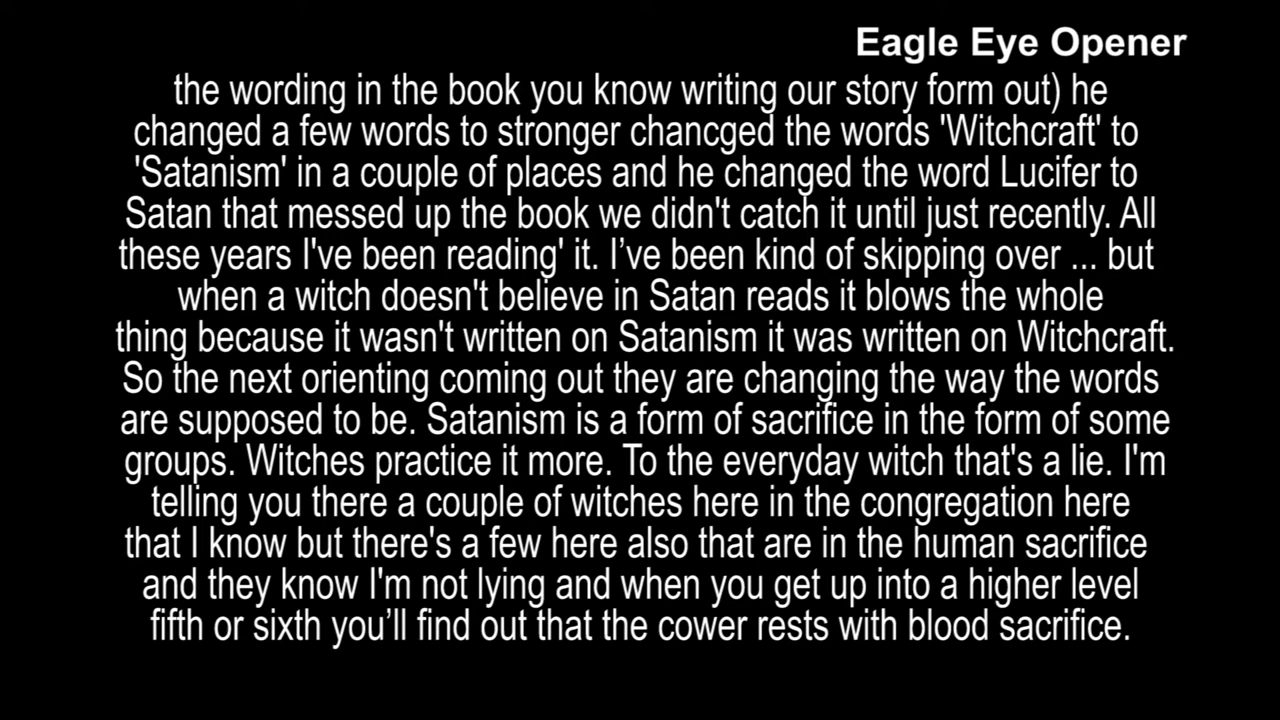 Eagle Eye Opener
the wording in the book you know writing our story form out) he
changed a few words to stronger chancged the words 'Witchcraft' to
'Satanism' in a couple of places and he changed the word Lucifer to
Satan that messed up the book we didn't catch it until just recently. All
these years I've been reading' it. I’ve been kind of skipping over ... but
when a witch doesn't believe in Satan reads it blows the whole
thing because it wasn't written on Satanism it was written on Witchcraft.
So the next orienting coming out they are changing the way the words
are supposed to be. Satanism is a form of sacrifice in the form of some
groups. Witches practice it more. To the everyday witch that's a lie. I'm
telling you there a couple of witches here in the congregation here
that I know but there's a few here also that are in the human sacrifice
and they know I'm not lying and when you get up into a higher level
fifth or sixth you’ll find out that the cower rests with blood sacrifice.